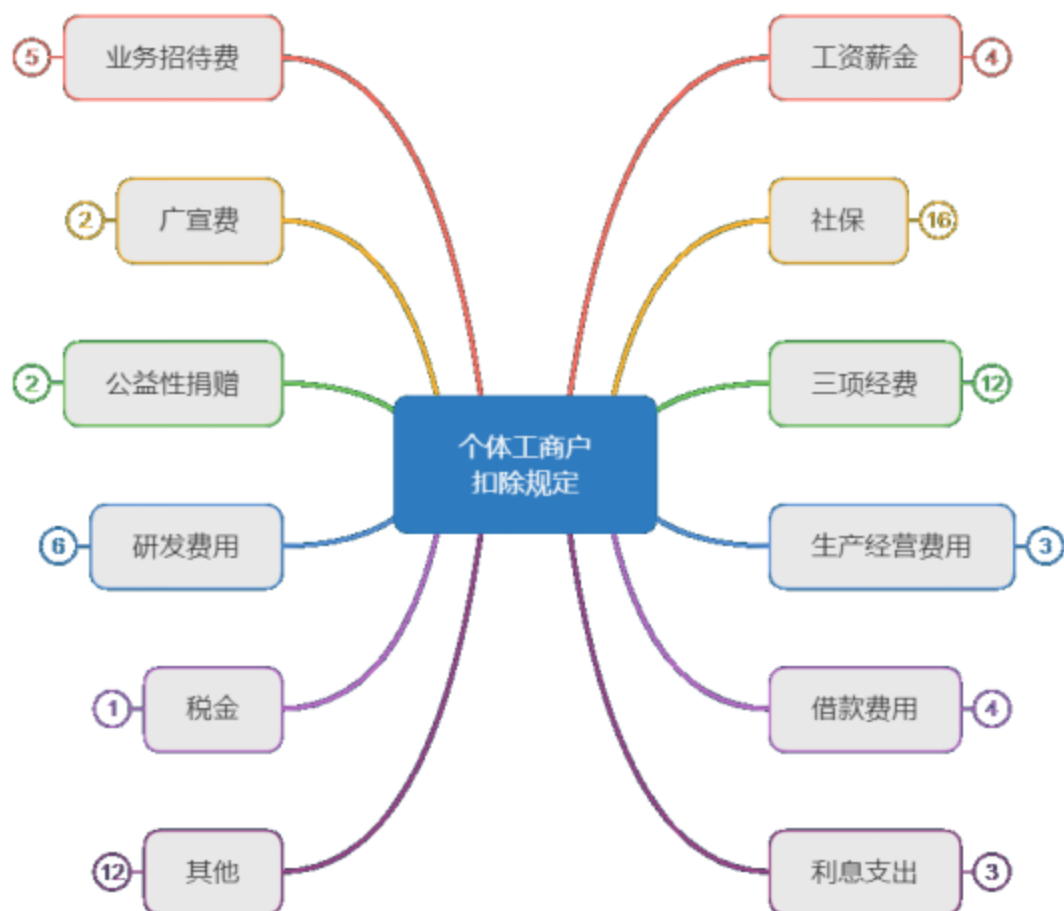 5 业务招待费
工资薪金 4
2 广宣费
社保 16
2 公益性捐赠
三项经费 12
个体工商户
扣除规定
6 研发费用
生产经营费用 3
1 税金
借款费用 4
12 其他
利息支出 3